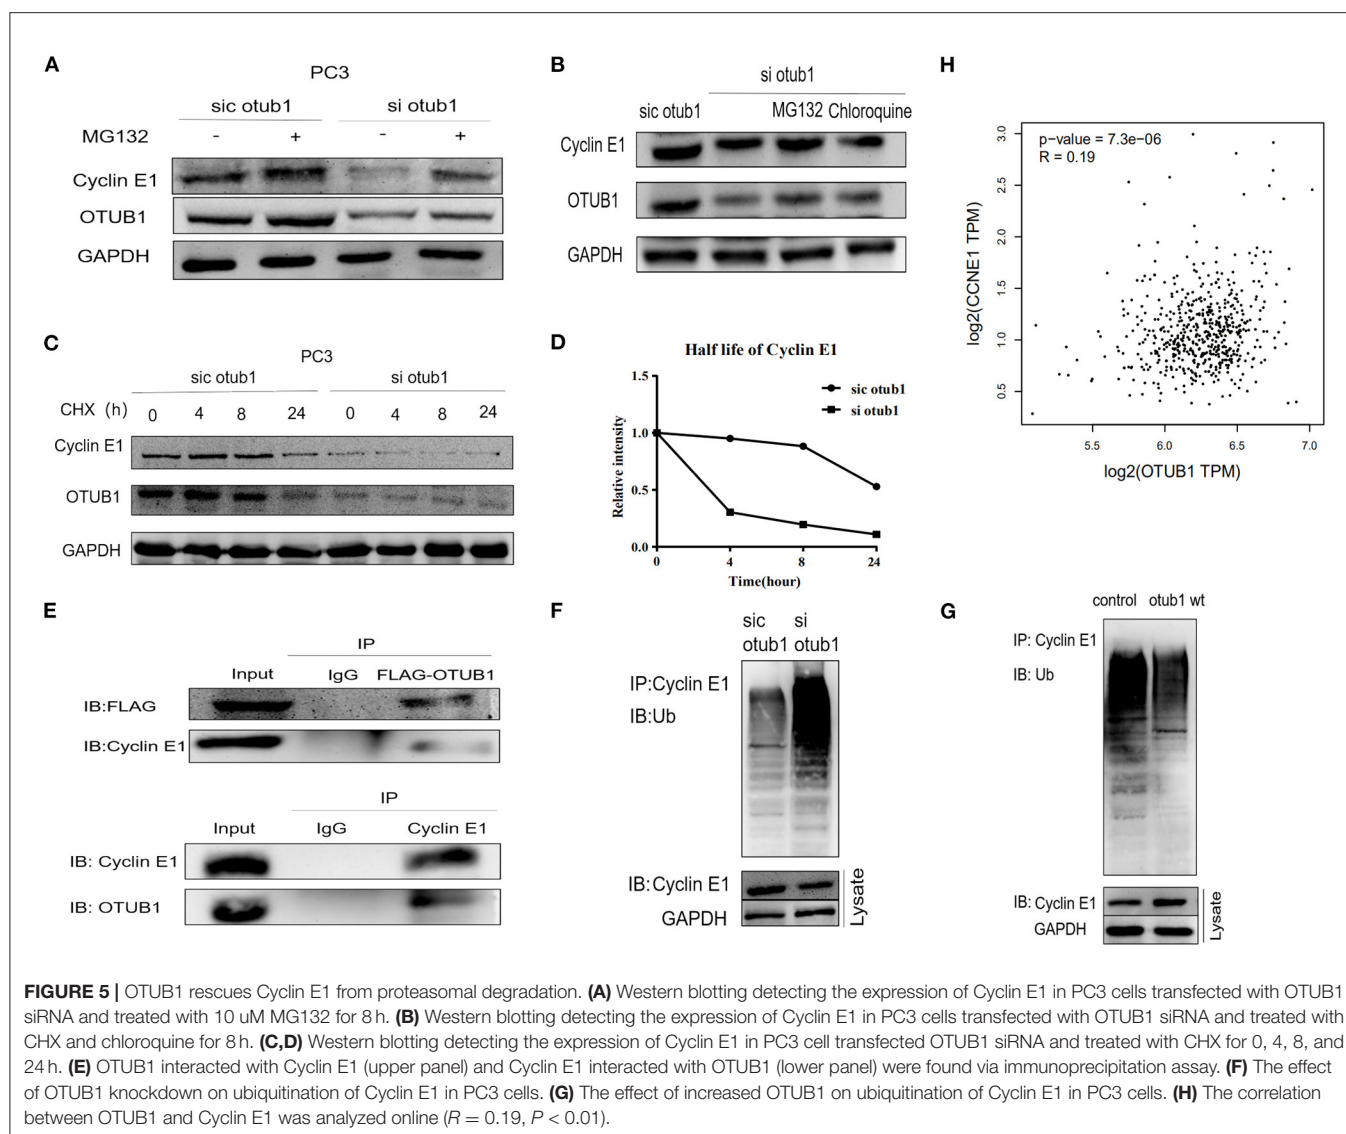 A
PC3
sic otub1 si otub1
MG132 - + - +
Cyclin E1
OTUB1
GAPDH
B
si otub1
sic otub1 MG132 Chloroquine
Cyclin E1
OTUB1
GAPDH
C
PC3
sic otub1 si otub1
CHX (h) 0 4 8 24 0 4 8 24
Cyclin E1
OTUB1
GAPDH
D
Half life of Cyclin E1
sic otub1
si otub1
Relative intensity
1.5
1.0
0.5
0.0
0 4 8 24
Time(hour)
E
IP
Input IgG FLAG-OTUB1
IB:FLAG
IB:Cyclin E1
IP
Input IgG Cyclin E1
IB: Cyclin E1
IB: OTUB1
F
sic si
otub1 otub1
IP:Cyclin E1
IB:Ub
IB:Cyclin E1
GAPDH
Lysate
G
control otub1 wt
IP: Cyclin E1
IB: Ub
IB: Cyclin E1
GAPDH
Lysate
H
p-value = 7.3e-06
R = 0.19
log2(CCNE1 TPM)
3.0
2.5
2.0
1.5
1.0
0.5
5.5 6.0 6.5 7.0
log2(OTUB1 TPM)
FIGURE 5 | OTUB1 rescues Cyclin E1 from proteasomal degradation. (A) Western blotting detecting the expression of Cyclin E1 in PC3 cells transfected with OTUB1
siRNA and treated with 10 uM MG132 for 8 h. (B) Western blotting detecting the expression of Cyclin E1 in PC3 cells transfected with OTUB1 siRNA and treated with
CHX and chloroquine for 8 h. (C,D) Western blotting detecting the expression of Cyclin E1 in PC3 cell transfected OTUB1 siRNA and treated with CHX for 0, 4, 8, and
24 h. (E) OTUB1 interacted with Cyclin E1 (upper panel) and Cyclin E1 interacted with OTUB1 (lower panel) were found via immunoprecipitation assay. (F) The effect
of OTUB1 knockdown on ubiquitination of Cyclin E1 in PC3 cells. (G) The effect of increased OTUB1 on ubiquitination of Cyclin E1 in PC3 cells. (H) The correlation
between OTUB1 and Cyclin E1 was analyzed online (R = 0.19, P < 0.01).